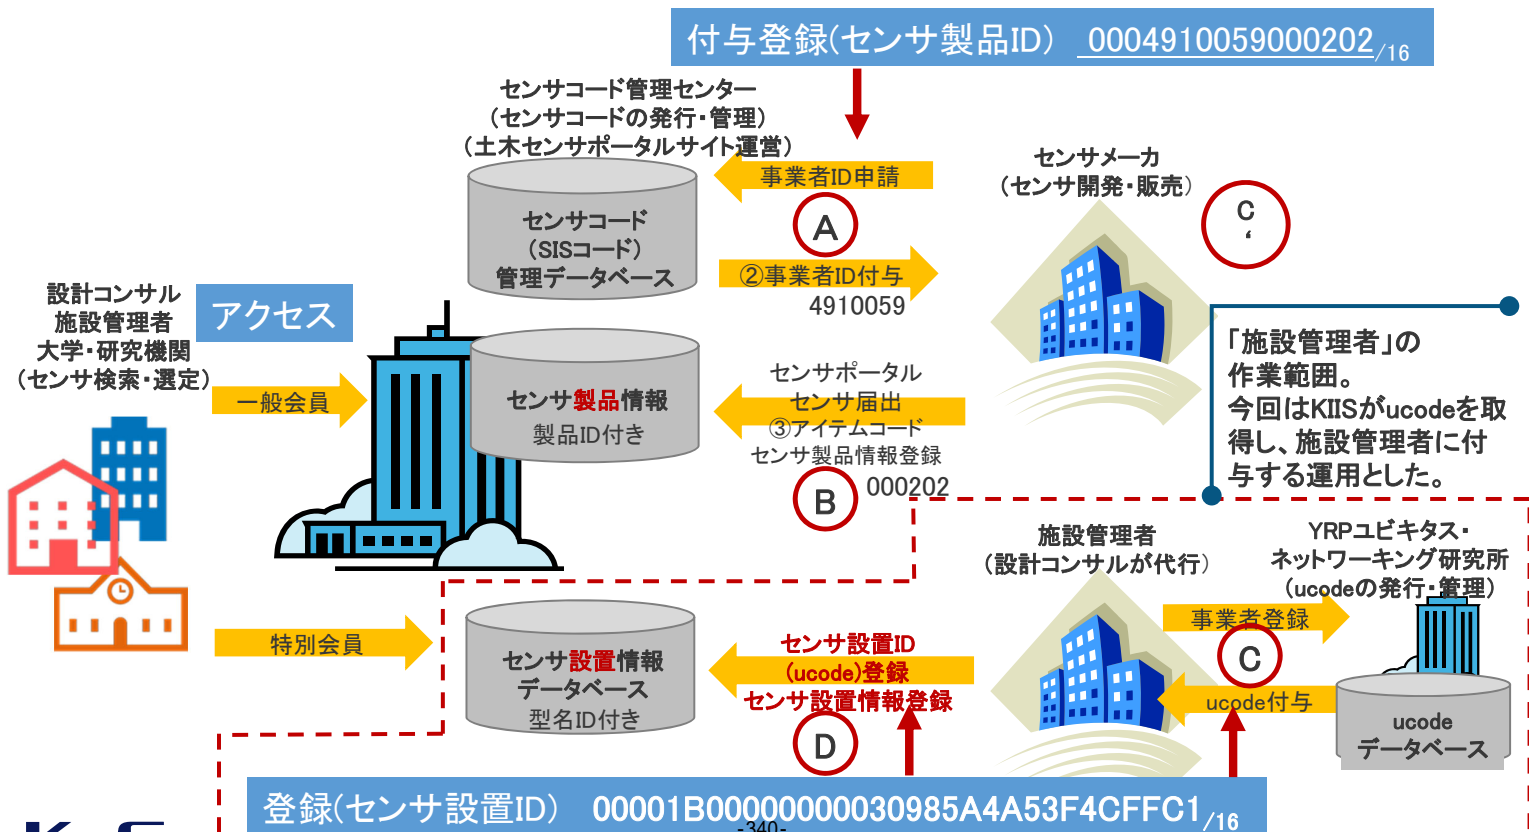 付与登録(センサ製品ID) 0004910059000202/16
センサコード管理センター
(センサコードの発行・管理)
(土木センサポータルサイト運営)
センサコード
(SISコード)
管理データベース
事業者ID申請
A
②事業者ID付与
4910059
センサメーカ
(センサ開発・販売)
C
‘
設計コンサル
施設管理者
大学・研究機関
(センサ検索・選定)
アクセス
一般会員
センサ製品情報
製品ID付き
センサポータル
センサ届出
③アイテムコード
センサ製品情報登録
000202
B
「施設管理者」の
作業範囲。
今回はKIISがucodeを取
得し、施設管理者に付
与する運用とした。
施設管理者
(設計コンサルが代行)
YRPユビキタス・
ネットワーキング研究所
(ucodeの発行・管理)
事業者登録
C
ucode付与
ucode
データベース
特別会員
センサ設置情報
データベース
型名ID付き
センサ設置ID
(ucode)登録
センサ設置情報登録
D
登録(センサ設置ID) 00001B00000000030985A4A53F4CFFC1/16
-340-